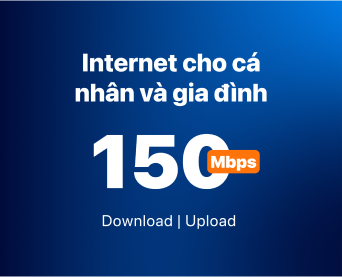 Internet cho cá
nhân và gia đình
150 Mbps
Download | Upload